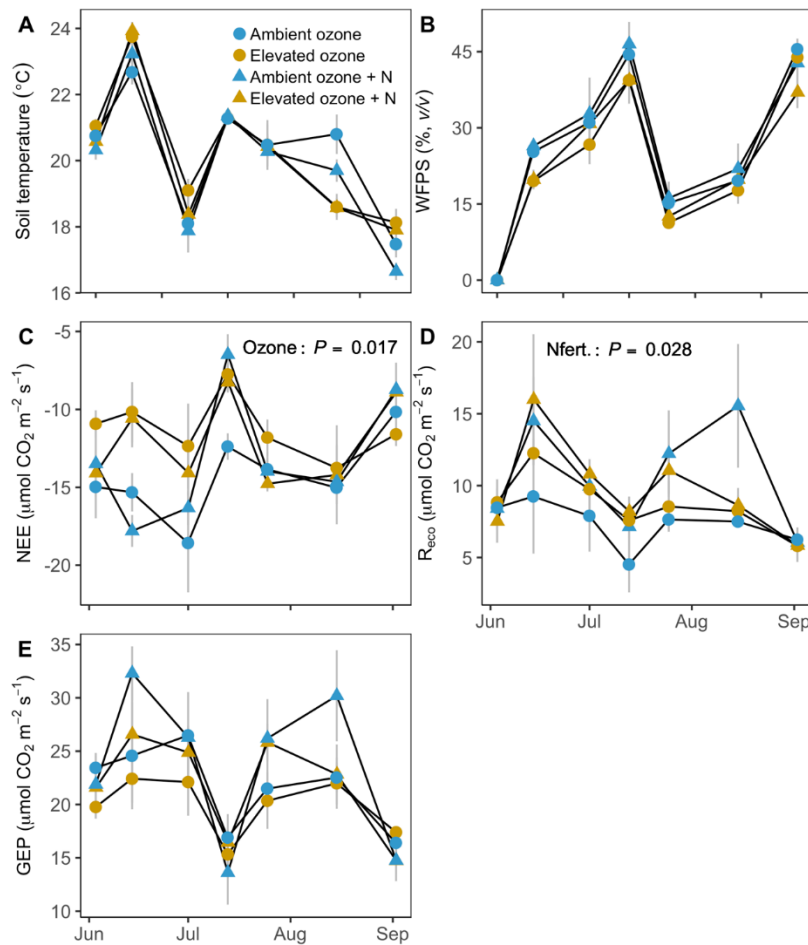 A
Soil temperature (°C)
24
22
20
18
16
Ambient ozone
Elevated ozone
Ambient ozone + N
Elevated ozone + N
B
WFPS (%, v/v)
45
30
15
0
C
NEE (μmol CO₂ m⁻² s⁻¹)
-5
-10
-15
-20
Ozone : P = 0.017
D
Reco (μmol CO₂ m⁻² s⁻¹)
20
15
10
5
Nfert. : P = 0.028
Jun Jul Aug Sep
E
GEP (μmol CO₂ m⁻² s⁻¹)
35
30
25
20
15
10
Jun Jul Aug Sep